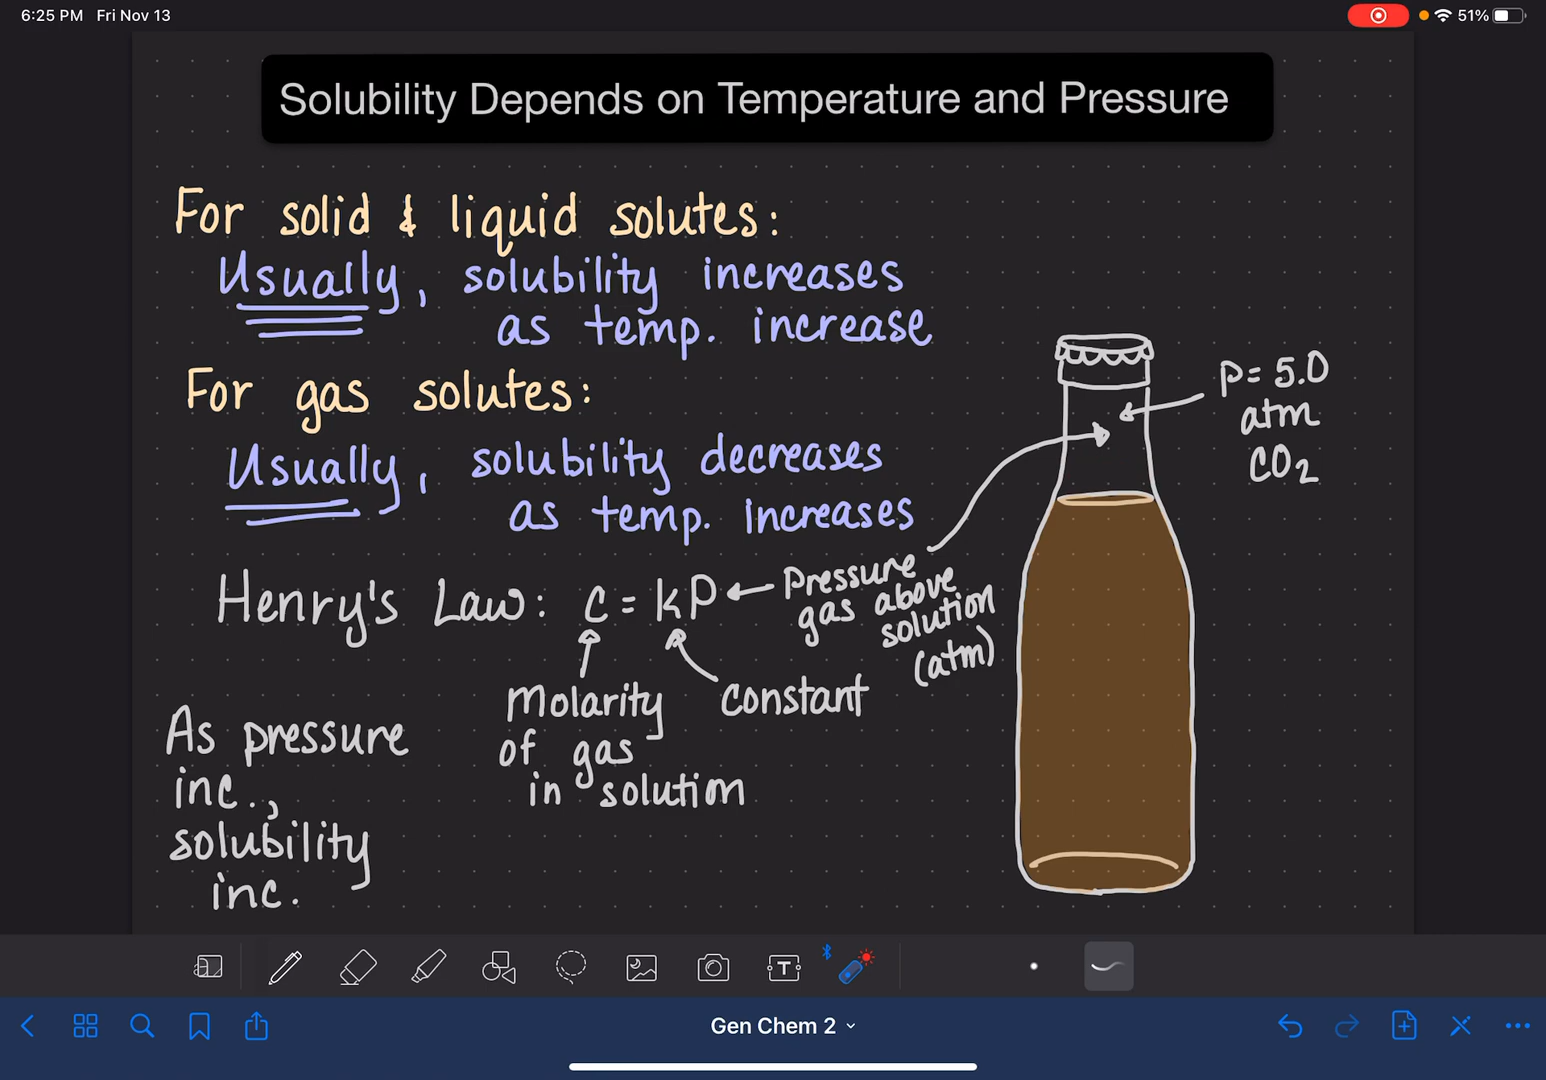 6:25 PM Fri Nov 13
51%
Solubility Depends on Temperature and Pressure
For solid & liquid solutes:
Usually, solubility increases
as temp. increase
For gas solutes:
Usually, solubility decreases
as temp. increases
Henry's Law: c = kP
Pressure
gas above
solution
(atm)
Molarity
of gas
in solution
constant
As pressure
inc.,
solubility
inc.
P = 5.0
atm
CO2
T
Gen Chem 2